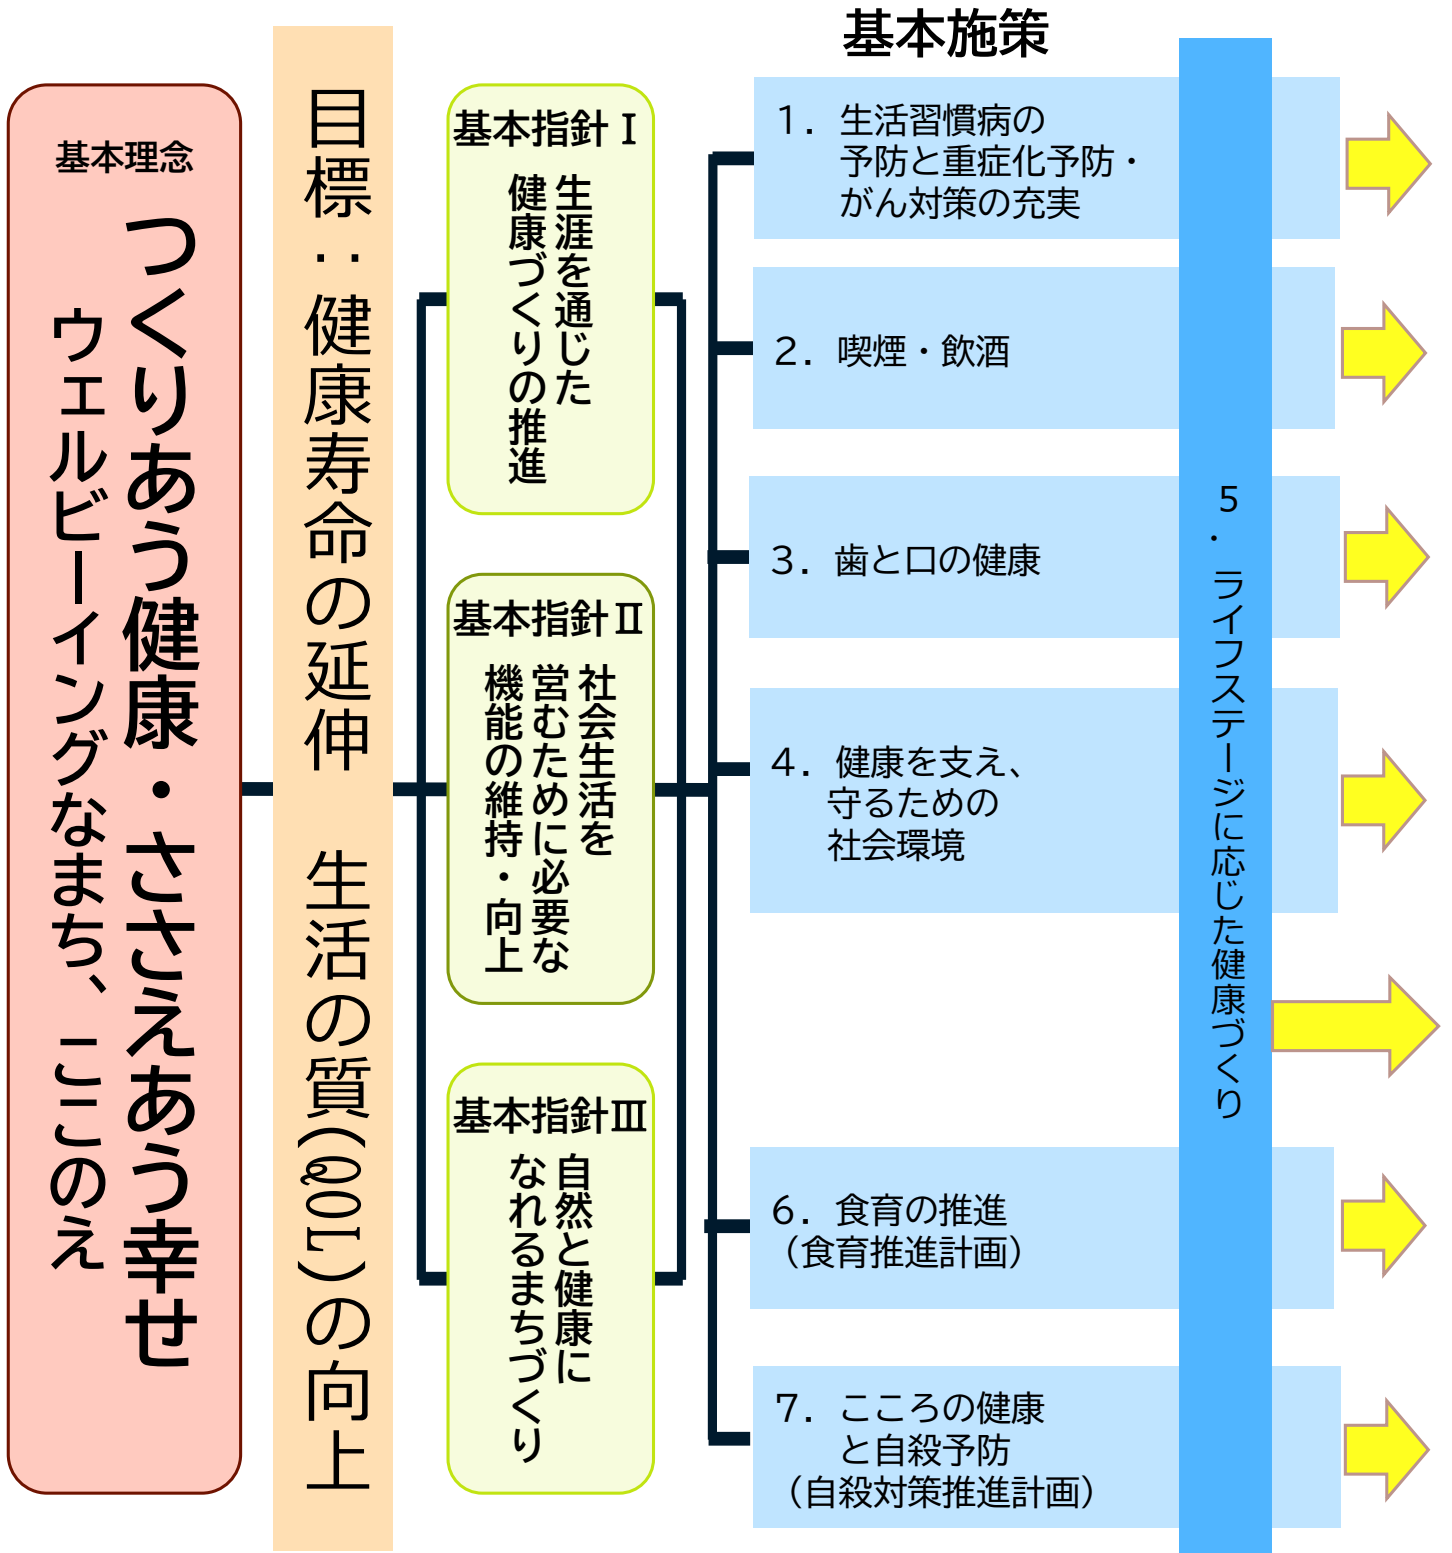 基本施策
基本理念
つくりあう健康・ささえあう幸せ
ウェルビーイングなまち、ここのえ
目標:健康寿命の延伸　生活の質(QOL)の向上
基本指針Ⅰ
生涯を通じた
健康づくりの推進
基本指針Ⅱ
社会生活を
営むために必要な
機能の維持・向上
基本指針Ⅲ
自然と健康に
なれるまちづくり
1．生活習慣病の
予防と重症化予防・
がん対策の充実
2．喫煙・飲酒
3．歯と口の健康
4．健康を支え、
守るための
社会環境
5．ライフステージに応じた健康づくり
6．食育の推進
（食育推進計画）
7．こころの健康
と自殺予防
（自殺対策推進計画）